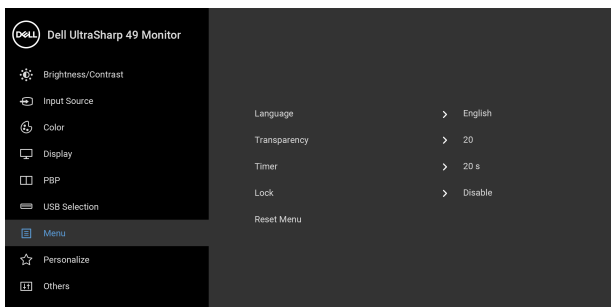 DELL Dell UltraSharp 49 Monitor
Brightness/Contrast
Input Source
Color
Display
PBP
USB Selection
Menu
Personalize
Others
Language > English
Transparency > 20
Timer > 20 s
Lock > Disable
Reset Menu